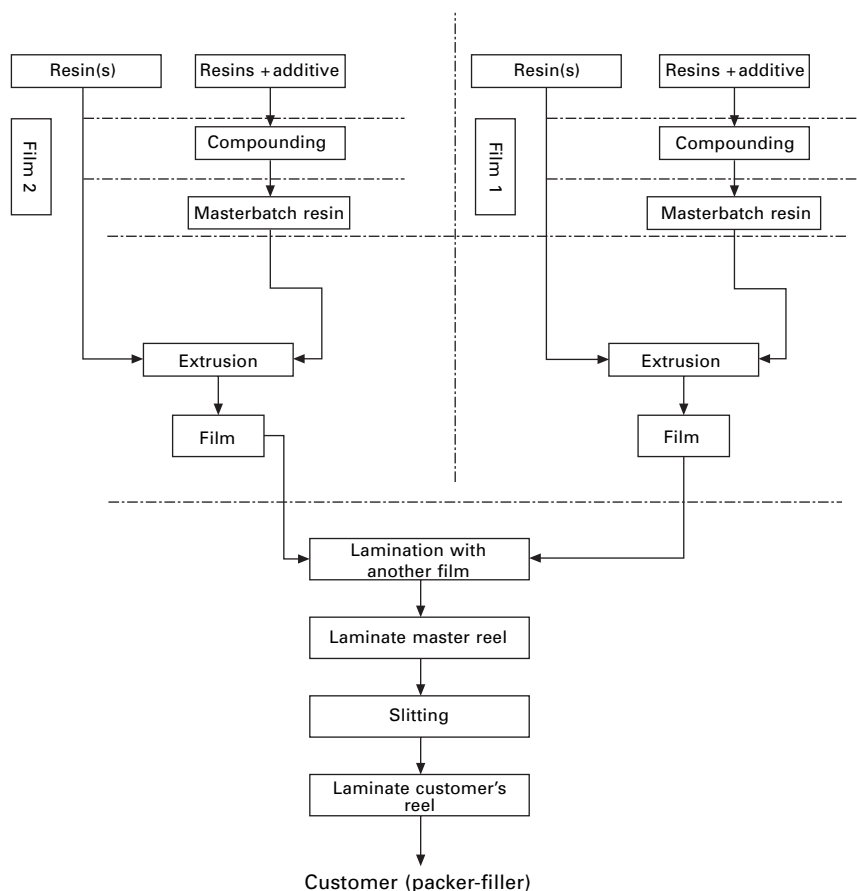 Resin(s)
Resins + additive
Resin(s)
Resins + additive
Film 2
Compounding
Film 1
Compounding
Masterbatch resin
Masterbatch resin
Extrusion
Extrusion
Film
Film
Lamination with
another film
Laminate master reel
Slitting
Laminate customer's
reel
Customer (packer-filler)